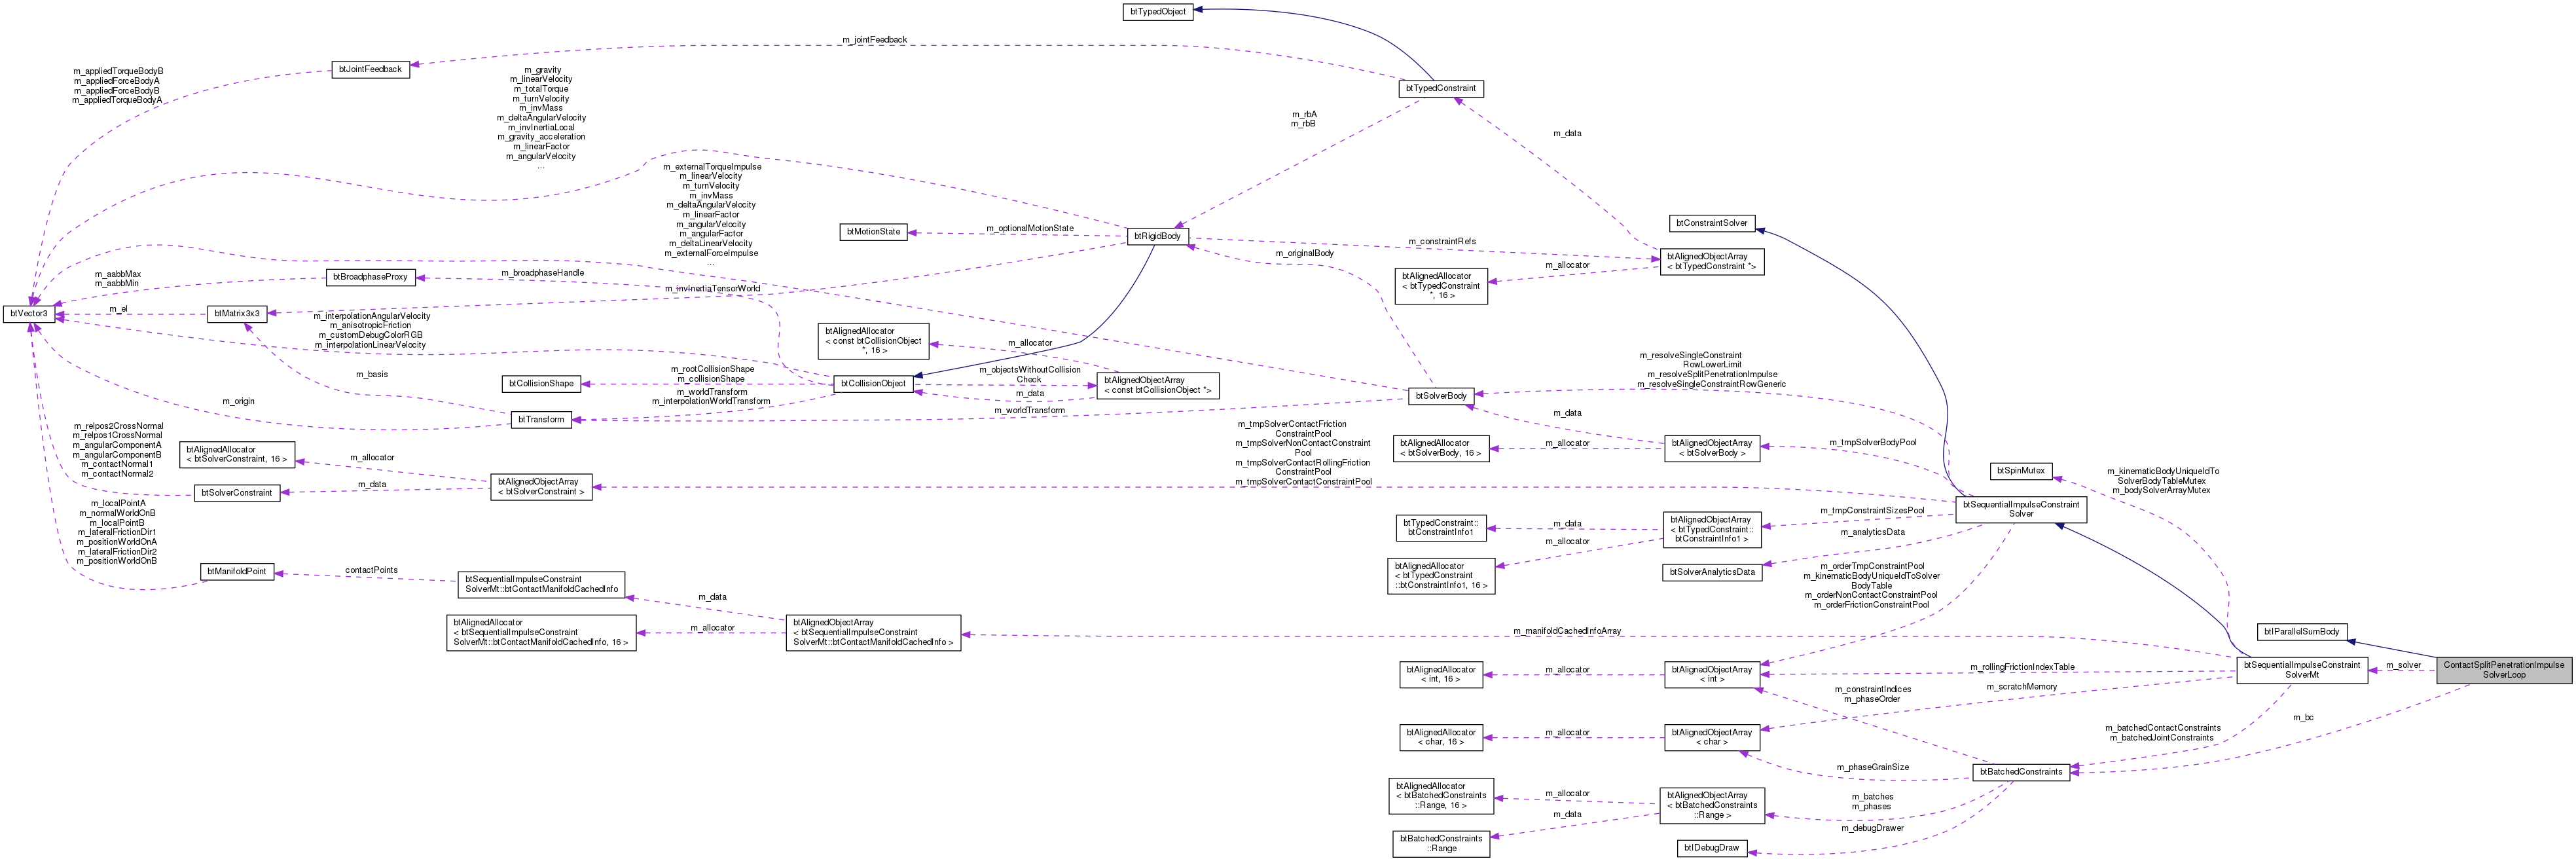 btTypedObject
m_jointFeedback
btJointFeedback
m_appliedTorqueBodyB
m_appliedForceBodyA
m_appliedForceBodyB
m_appliedTorqueBodyA
m_gravity
m_linearVelocity
m_totalTorque
m_turnVelocity
m_invMass
m_deltaAngularVelocity
m_invInertiaLocal
m_gravity_acceleration
m_linearFactor
m_angularVelocity
...
btTypedConstraint
m_rbA
m_rbB
m_data
m_externalTorqueImpulse
m_linearVelocity
m_turnVelocity
m_invMass
m_deltaAngularVelocity
m_linearFactor
m_angularVelocity
m_angularFactor
m_deltaLinearVelocity
m_externalForceImpulse
...
btMotionState
m_optionalMotionState
btRigidBody
m_constraintRefs
btConstraintSolver
btAlignedObjectArray
< btTypedConstraint *>
m_allocator
btAlignedAllocator
< btTypedConstraint
*, 16 >
m_originalBody
m_aabbMax
m_aabbMin
btBroadphaseProxy
m_broadphaseHandle
m_invInertiaTensorWorld
btVector3
m_el
btMatrix3x3
m_interpolationAngularVelocity
m_anisotropicFriction
m_customDebugColorRGB
m_interpolationLinearVelocity
btAlignedAllocator
< const btCollisionObject
*, 16 >
m_allocator
m_basis
btCollisionShape
m_rootCollisionShape
m_collisionShape
btCollisionObject
m_objectsWithoutCollision
Check
m_data
btAlignedObjectArray
< const btCollisionObject *>
m_worldTransform
m_interpolationWorldTransform
m_origin
btTransform
m_worldTransform
btSolverBody
m_resolveSingleConstraint
RowLowerLimit
m_resolveSplitPenetrationImpulse
m_resolveSingleConstraintRowGeneric
m_data
m_relpos2CrossNormal
m_relpos1CrossNormal
m_angularComponentA
m_angularComponentB
m_contactNormal1
m_contactNormal2
btAlignedAllocator
< btSolverConstraint, 16 >
m_allocator
btSolverConstraint
m_data
btAlignedObjectArray
< btSolverConstraint >
m_tmpSolverContactFriction
ConstraintPool
m_tmpSolverNonContactConstraint
Pool
m_tmpSolverContactRollingFriction
ConstraintPool
m_tmpSolverContactConstraintPool
btAlignedAllocator
< btSolverBody, 16 >
m_allocator
btAlignedObjectArray
< btSolverBody >
m_tmpSolverBodyPool
btSpinMutex
m_kinematicBodyUniqueIdTo
SolverBodyTableMutex
m_bodySolverArrayMutex
btSequentialImpulseConstraint
Solver
m_localPointA
m_normalWorldOnB
m_localPointB
m_lateralFrictionDir1
m_positionWorldOnA
m_lateralFrictionDir2
m_positionWorldOnB
btTypedConstraint::
btConstraintInfo1
m_data
btAlignedObjectArray
< btTypedConstraint::
btConstraintInfo1 >
m_tmpConstraintSizesPool
m_allocator
m_analyticsData
btAlignedAllocator
< btTypedConstraint
::btConstraintInfo1, 16 >
btSolverAnalyticsData
btManifoldPoint
contactPoints
btSequentialImpulseConstraint
SolverMt::btContactManifoldCachedInfo
m_data
m_orderTmpConstraintPool
m_kinematicBodyUniqueIdToSolver
BodyTable
m_orderNonContactConstraintPool
m_orderFrictionConstraintPool
btAlignedAllocator
< btSequentialImpulseConstraint
SolverMt::btContactManifoldCachedInfo, 16 >
m_allocator
btAlignedObjectArray
< btSequentialImpulseConstraint
SolverMt::btContactManifoldCachedInfo >
m_manifoldCachedInfoArray
btIParallelSumBody
btAlignedAllocator
< int, 16 >
m_allocator
btAlignedObjectArray
< int >
m_rollingFrictionIndexTable
btSequentialImpulseConstraint
SolverMt
m_solver
ContactSplitPenetrationImpulse
SolverLoop
m_constraintIndices
m_phaseOrder
m_scratchMemory
m_bc
btAlignedAllocator
< char, 16 >
m_allocator
btAlignedObjectArray
< char >
m_batchedContactConstraints
m_batchedJointConstraints
m_phaseGrainSize
btBatchedConstraints
btAlignedAllocator
< btBatchedConstraints
::Range, 16 >
m_allocator
btAlignedObjectArray
< btBatchedConstraints
::Range >
m_batches
m_phases
m_data
btBatchedConstraints
::Range
m_debugDrawer
btIDebugDraw